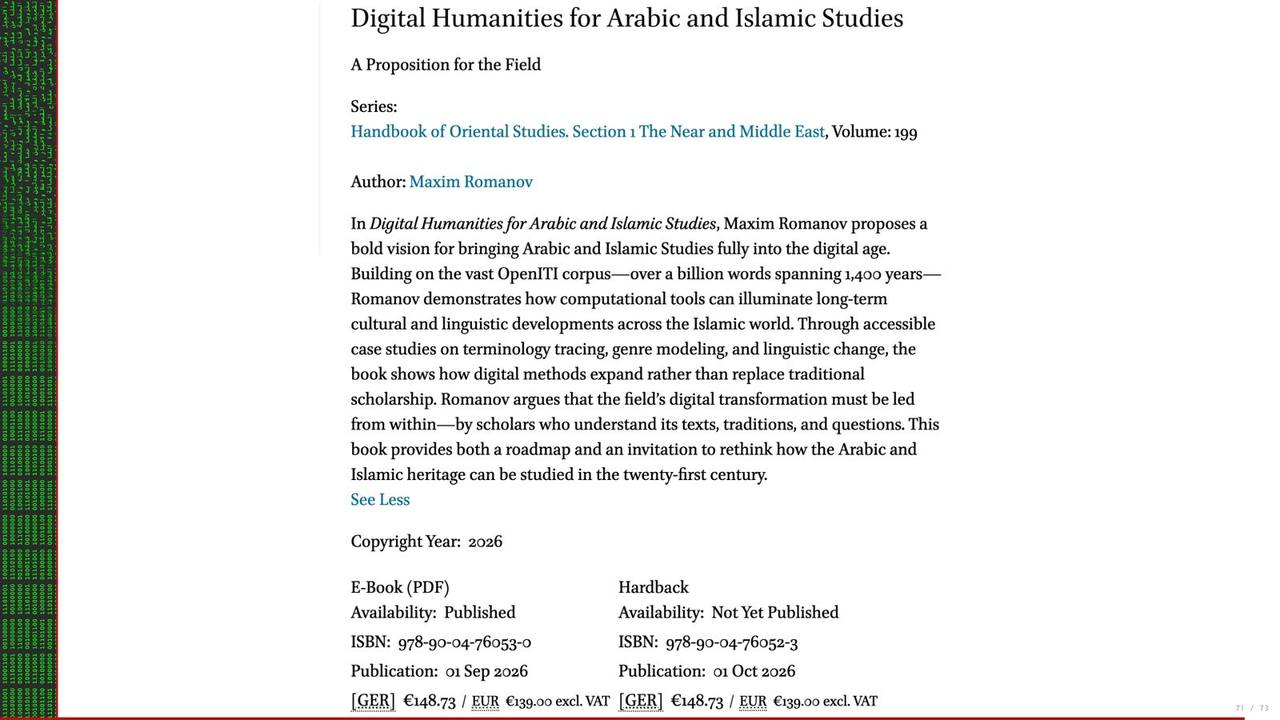 Digital Humanities for Arabic and Islamic Studies
A Proposition for the Field
Series:
Handbook of Oriental Studies. Section 1 The Near and Middle East, Volume: 199
Author: Maxim Romanov
In Digital Humanities for Arabic and Islamic Studies, Maxim Romanov proposes a
bold vision for bringing Arabic and Islamic Studies fully into the digital age.
Building on the vast OpenITI corpus—over a billion words spanning 1,400 years—
Romanov demonstrates how computational tools can illuminate long-term
cultural and linguistic developments across the Islamic world. Through accessible
case studies on terminology tracing, genre modeling, and linguistic change, the
book shows how digital methods expand rather than replace traditional
scholarship. Romanov argues that the field’s digital transformation must be led
from within—by scholars who understand its texts, traditions, and questions. This
book provides both a roadmap and an invitation to rethink how the Arabic and
Islamic heritage can be studied in the twenty-first century.
See Less
Copyright Year: 2026
E-Book (PDF)
Availability: Published
ISBN: 978-90-04-76053-0
Publication: 01 Sep 2026
[GER] €148.73 / EUR €139.00 excl. VAT
Hardback
Availability: Not Yet Published
ISBN: 978-90-04-76052-3
Publication: 01 Oct 2026
[GER] €148.73 / EUR €139.00 excl. VAT
71 / 73